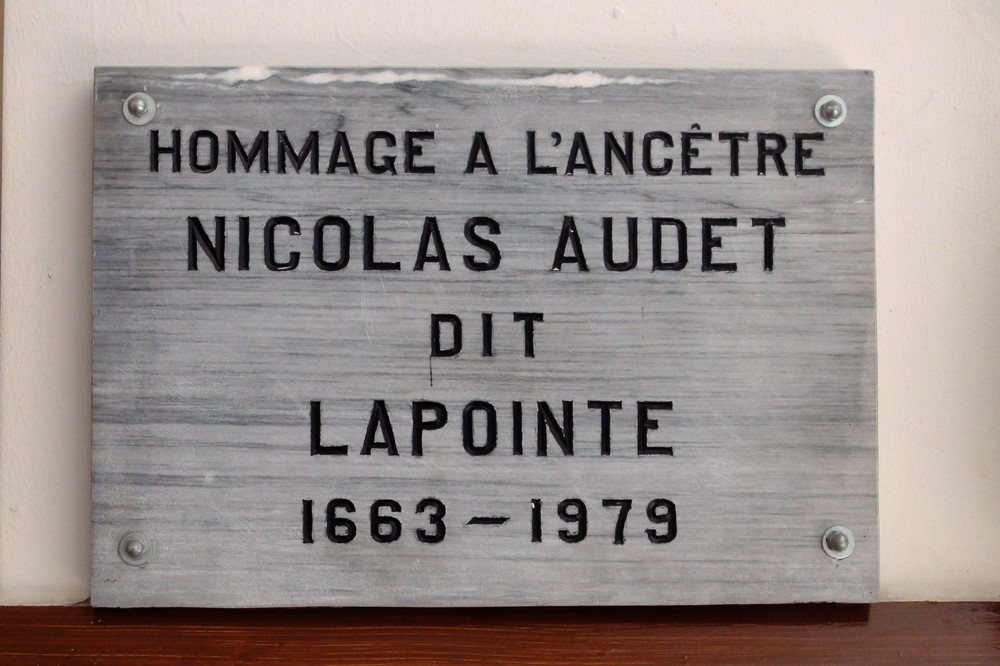 HOMMAGE A L'ANCÊTRE
NICOLAS AUDET
DIT
LAPOINTE
1663–1979